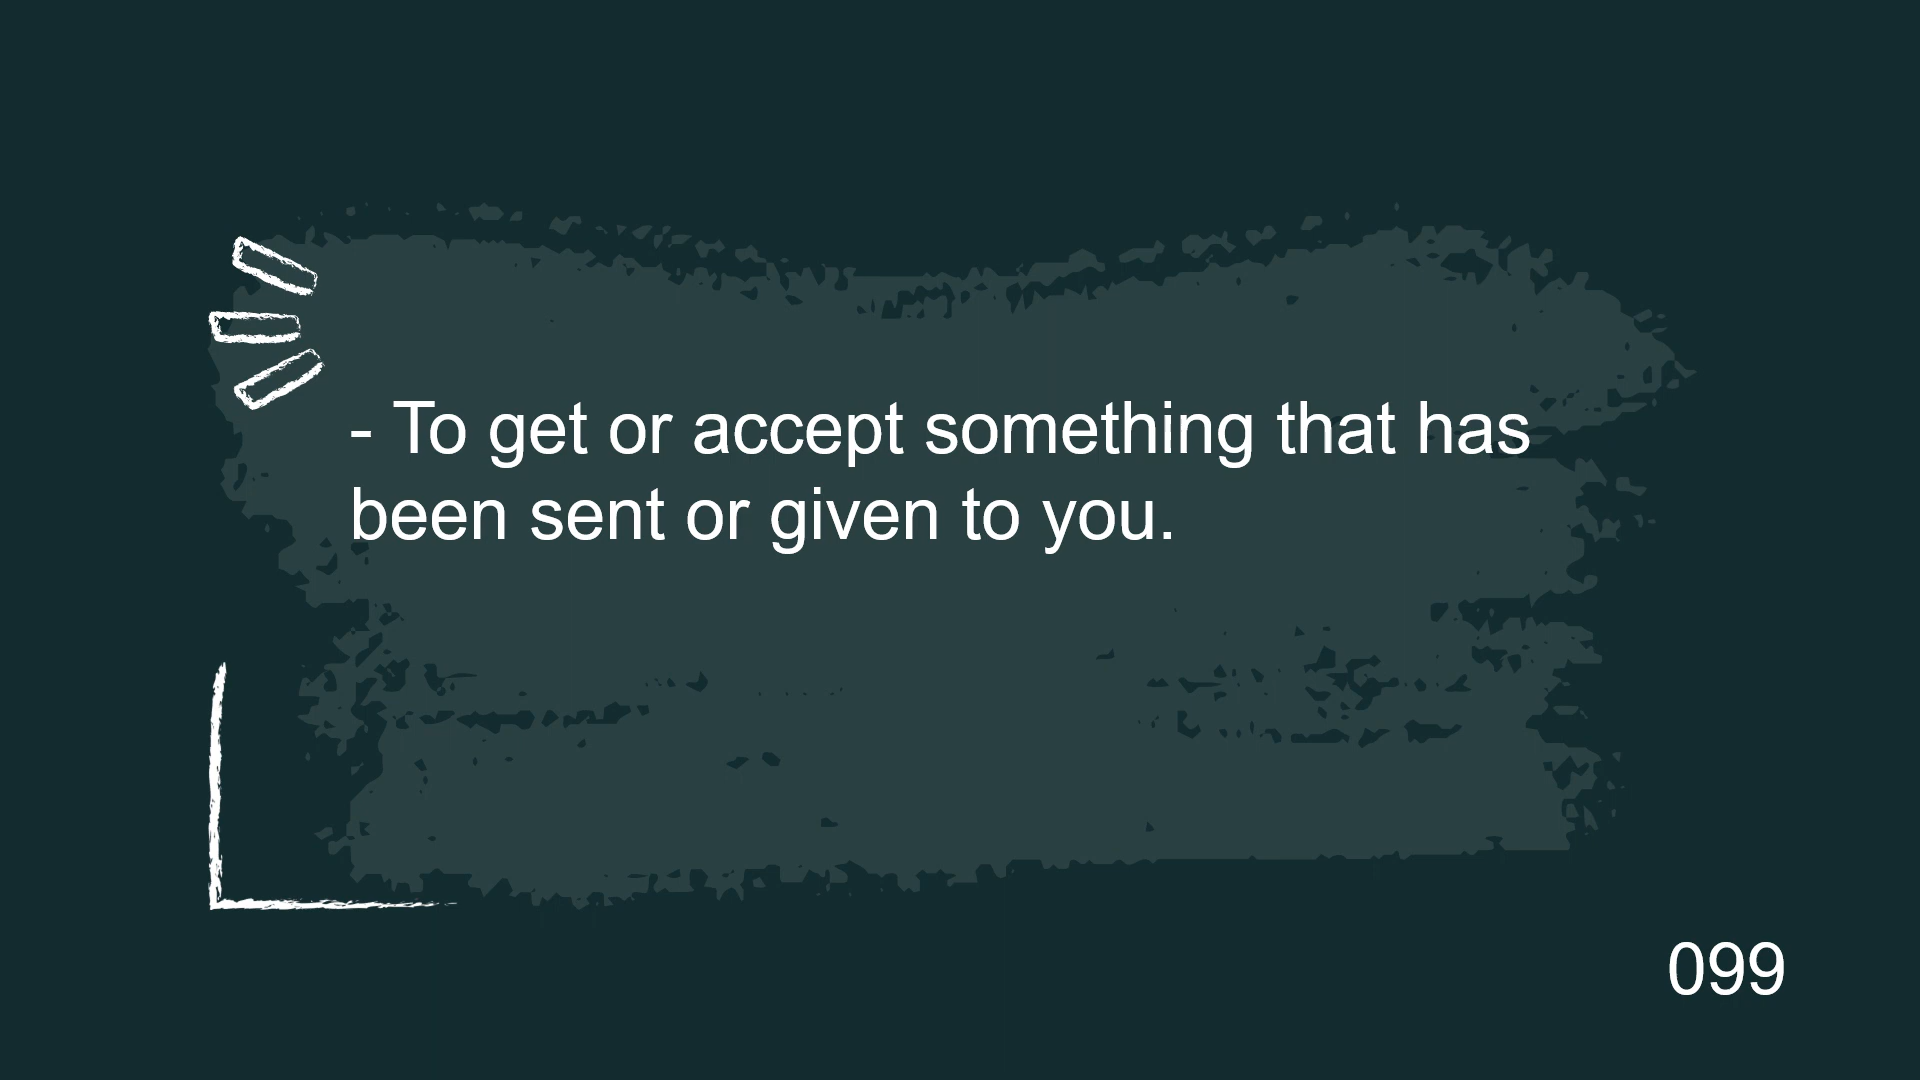 - To get or accept something that has
been sent or given to you.
099